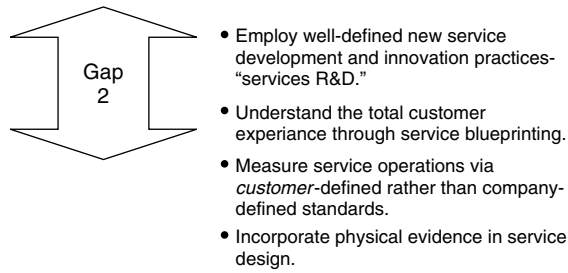 Gap
2
• Employ well-defined new service
development and innovation practices-
“services R&D.”
• Understand the total customer
experiance through service blueprinting.
• Measure service operations via
customer-defined rather than company-
defined standards.
• Incorporate physical evidence in service
design.